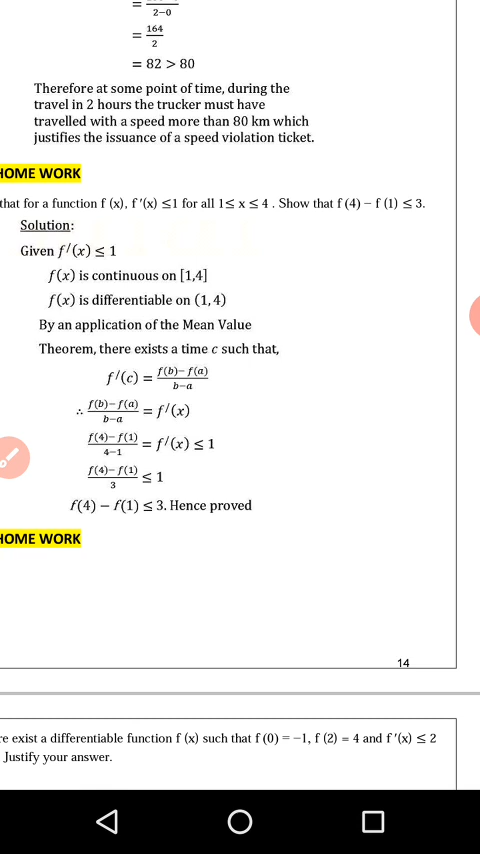 =
2−0
= 164/2
= 82 > 80
Therefore at some point of time, during the
travel in 2 hours the trucker must have
travelled with a speed more than 80 km which
justifies the issuance of a speed violation ticket.
HOME WORK
that for a function f (x), f ′(x) ≤1 for all 1≤ x ≤ 4 . Show that f (4) − f (1) ≤ 3.
Solution:
Given f′(x) ≤ 1
f(x) is continuous on [1,4]
f(x) is differentiable on (1, 4)
By an application of the Mean Value
Theorem, there exists a time c such that,
f′(c) = f(b)− f(a)/b−a
∴ f(b)− f(a)/b−a = f′(x)
f(4)− f(1)/4−1 = f′(x) ≤ 1
f(4)− f(1)/3 ≤ 1
f(4) − f(1) ≤ 3. Hence proved
HOME WORK
14
re exist a differentiable function f (x) such that f (0) = −1, f (2) = 4 and f ′(x) ≤ 2
Justify your answer.